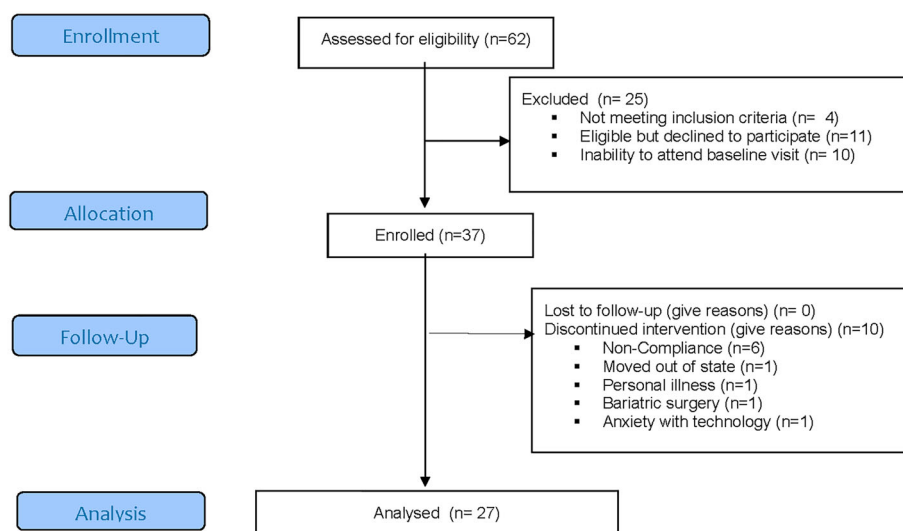 Enrollment
Assessed for eligibility (n=62)
Excluded (n= 25)
▪ Not meeting inclusion criteria (n= 4)
▪ Eligible but declined to participate (n=11)
▪ Inability to attend baseline visit (n= 10)
Allocation
Enrolled (n=37)
Follow-Up
Lost to follow-up (give reasons) (n= 0)
Discontinued intervention (give reasons) (n=10)
▪ Non-Compliance (n=6)
▪ Moved out of state (n=1)
▪ Personal illness (n=1)
▪ Bariatric surgery (n=1)
▪ Anxiety with technology (n=1)
Analysis
Analysed (n= 27)